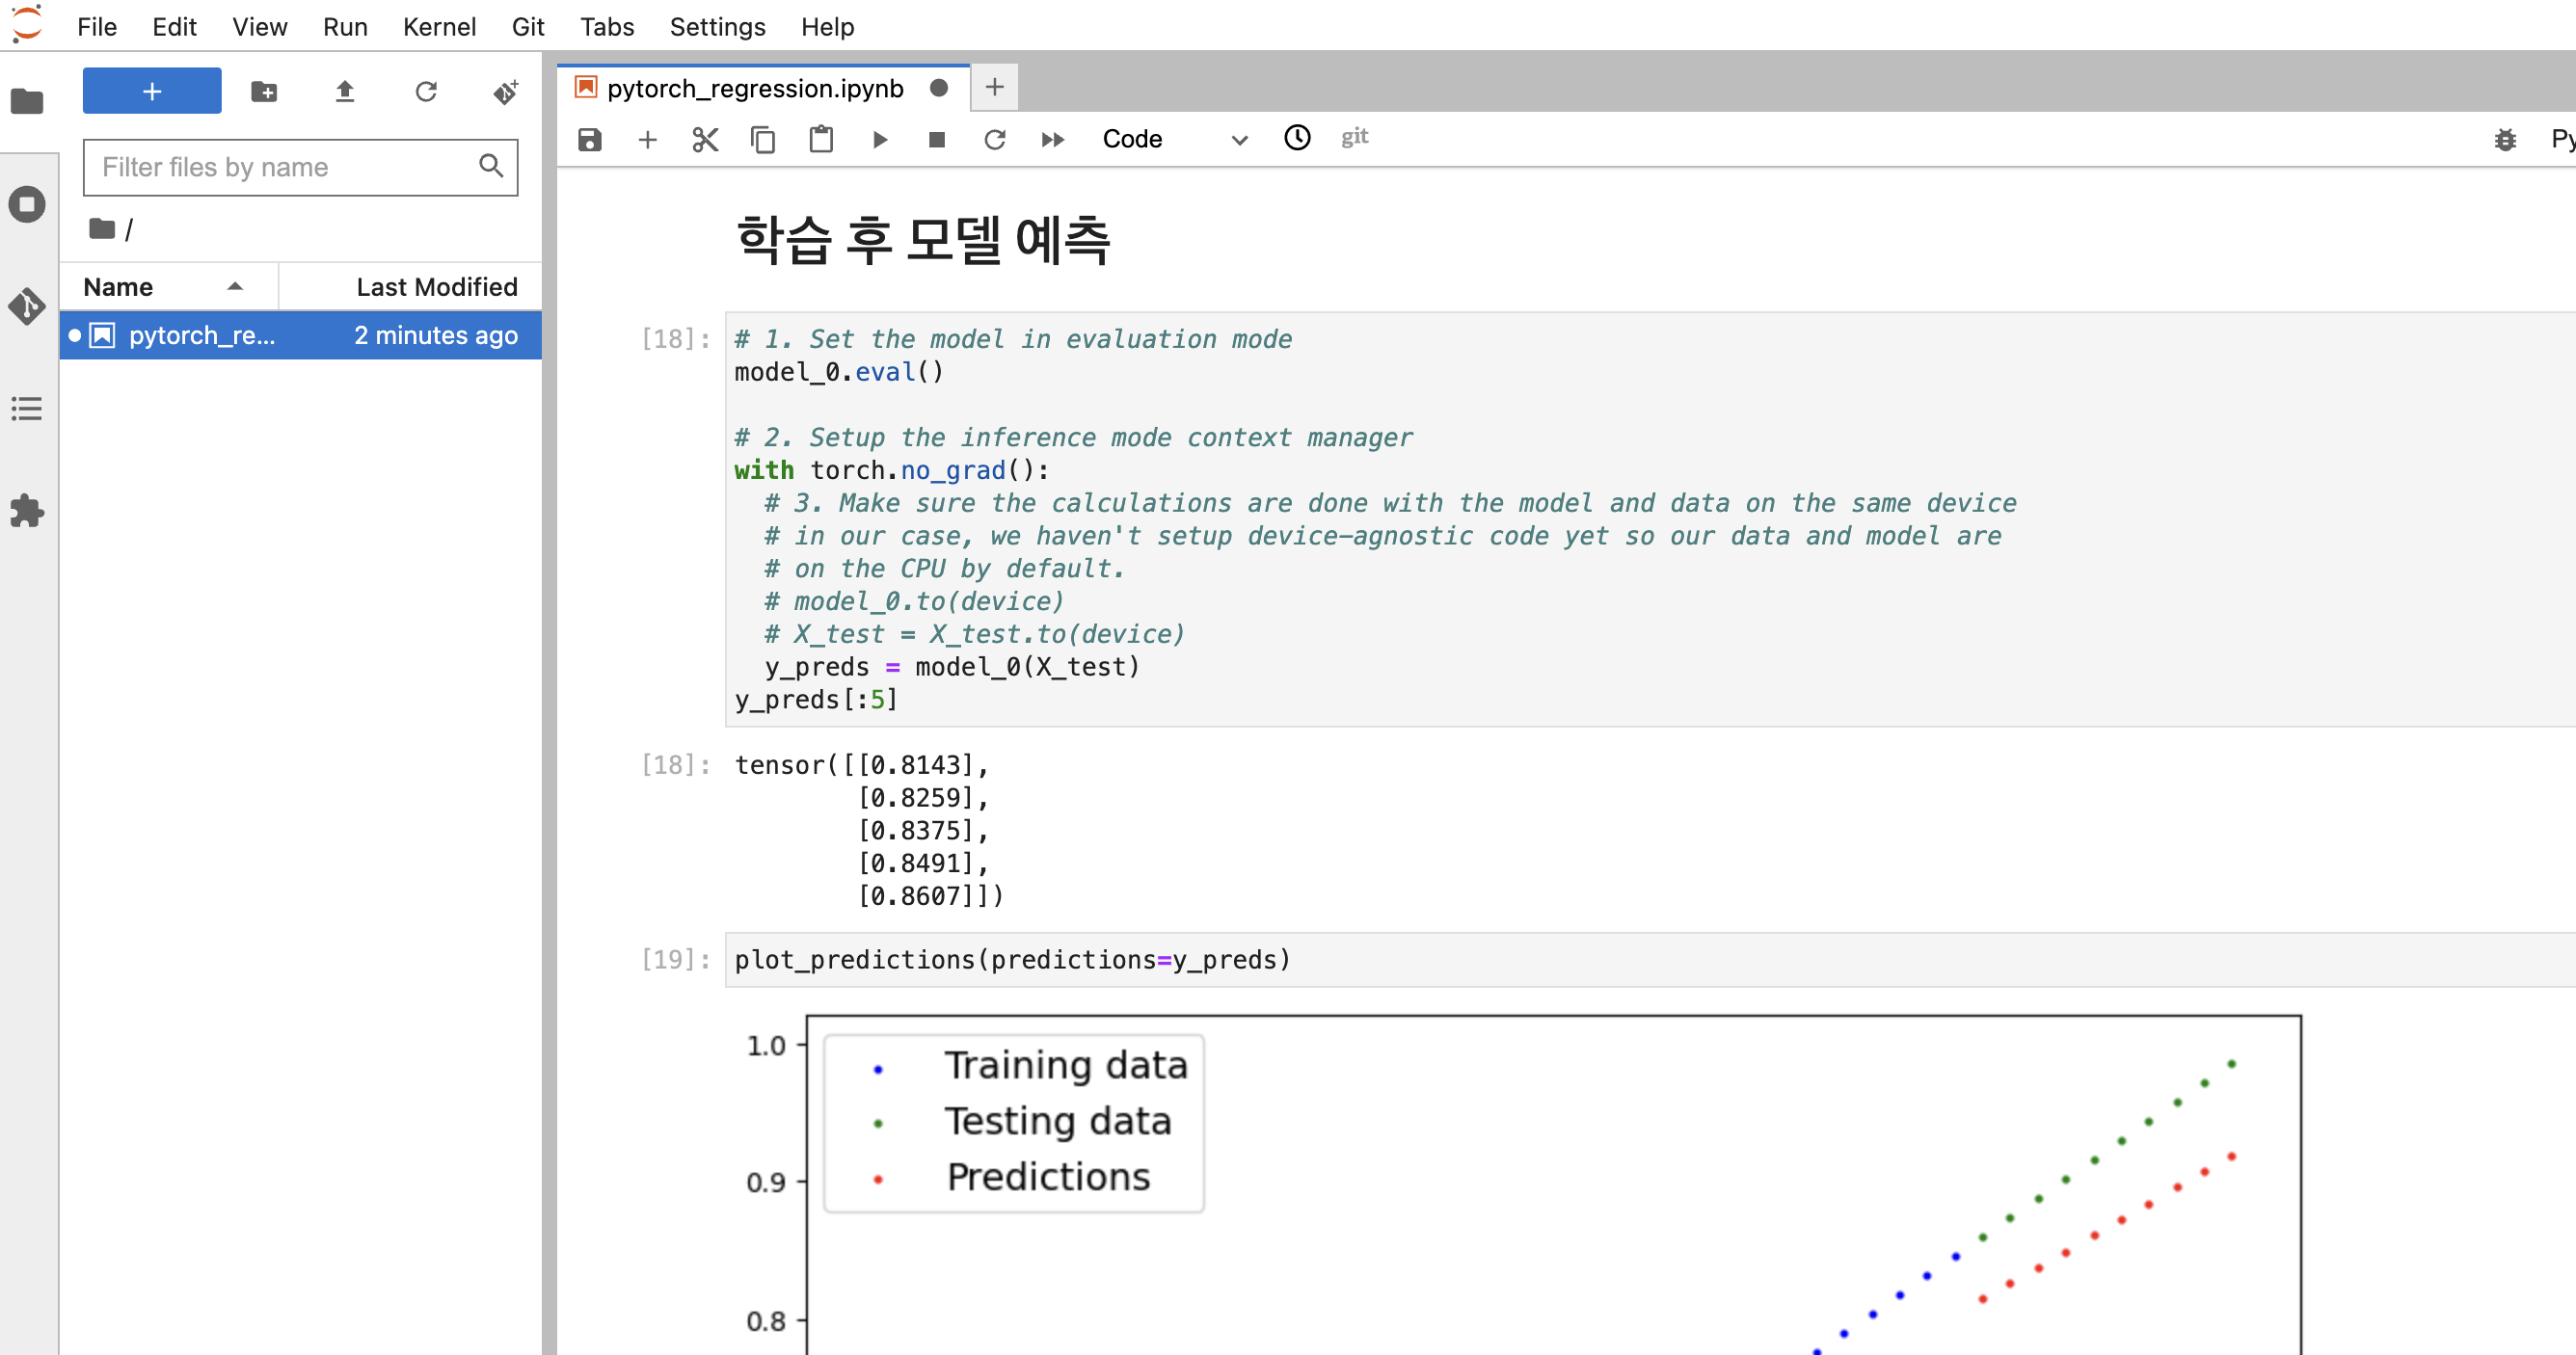 File Edit View Run Kernel Git Tabs Settings Help
+
Filter files by name
/
Name Last Modified
pytorch_re... 2 minutes ago
pytorch_regression.ipynb
+
Code git
학습 후 모델 예측
[18]: # 1. Set the model in evaluation mode
model_0.eval()
# 2. Setup the inference mode context manager
with torch.no_grad():
# 3. Make sure the calculations are done with the model and data on the same device
# in our case, we haven't setup device-agnostic code yet so our data and model are
# on the CPU by default.
# model_0.to(device)
# X_test = X_test.to(device)
y_preds = model_0(X_test)
y_preds[:5]
[18]: tensor([[0.8143],
[0.8259],
[0.8375],
[0.8491],
[0.8607]])
[19]: plot_predictions(predictions=y_preds)
1.0
Training data
Testing data
Predictions
0.9
0.8